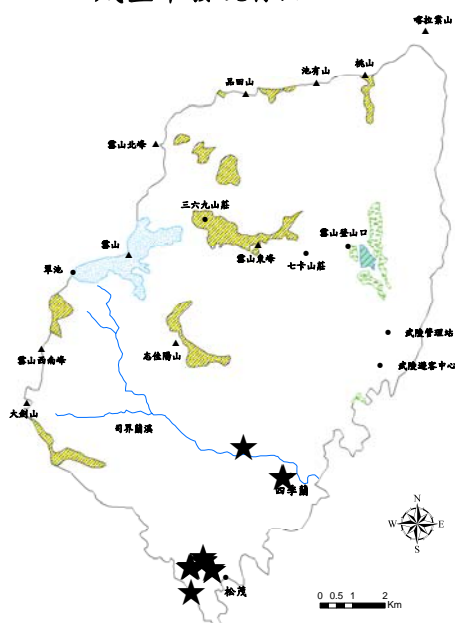 喀拉業山
桃山
池有山
品田山
雪山北峰
三六九山莊
雪山登山口
雪山
雪山東峰
七卡山莊
翠池
武陵管理站
志佳陽山
雪山西南峰
武陵遊客中心
大劍山
司界蘭溪
四季蘭
N
W E
S
松茂
0 0.5 1 2
Km